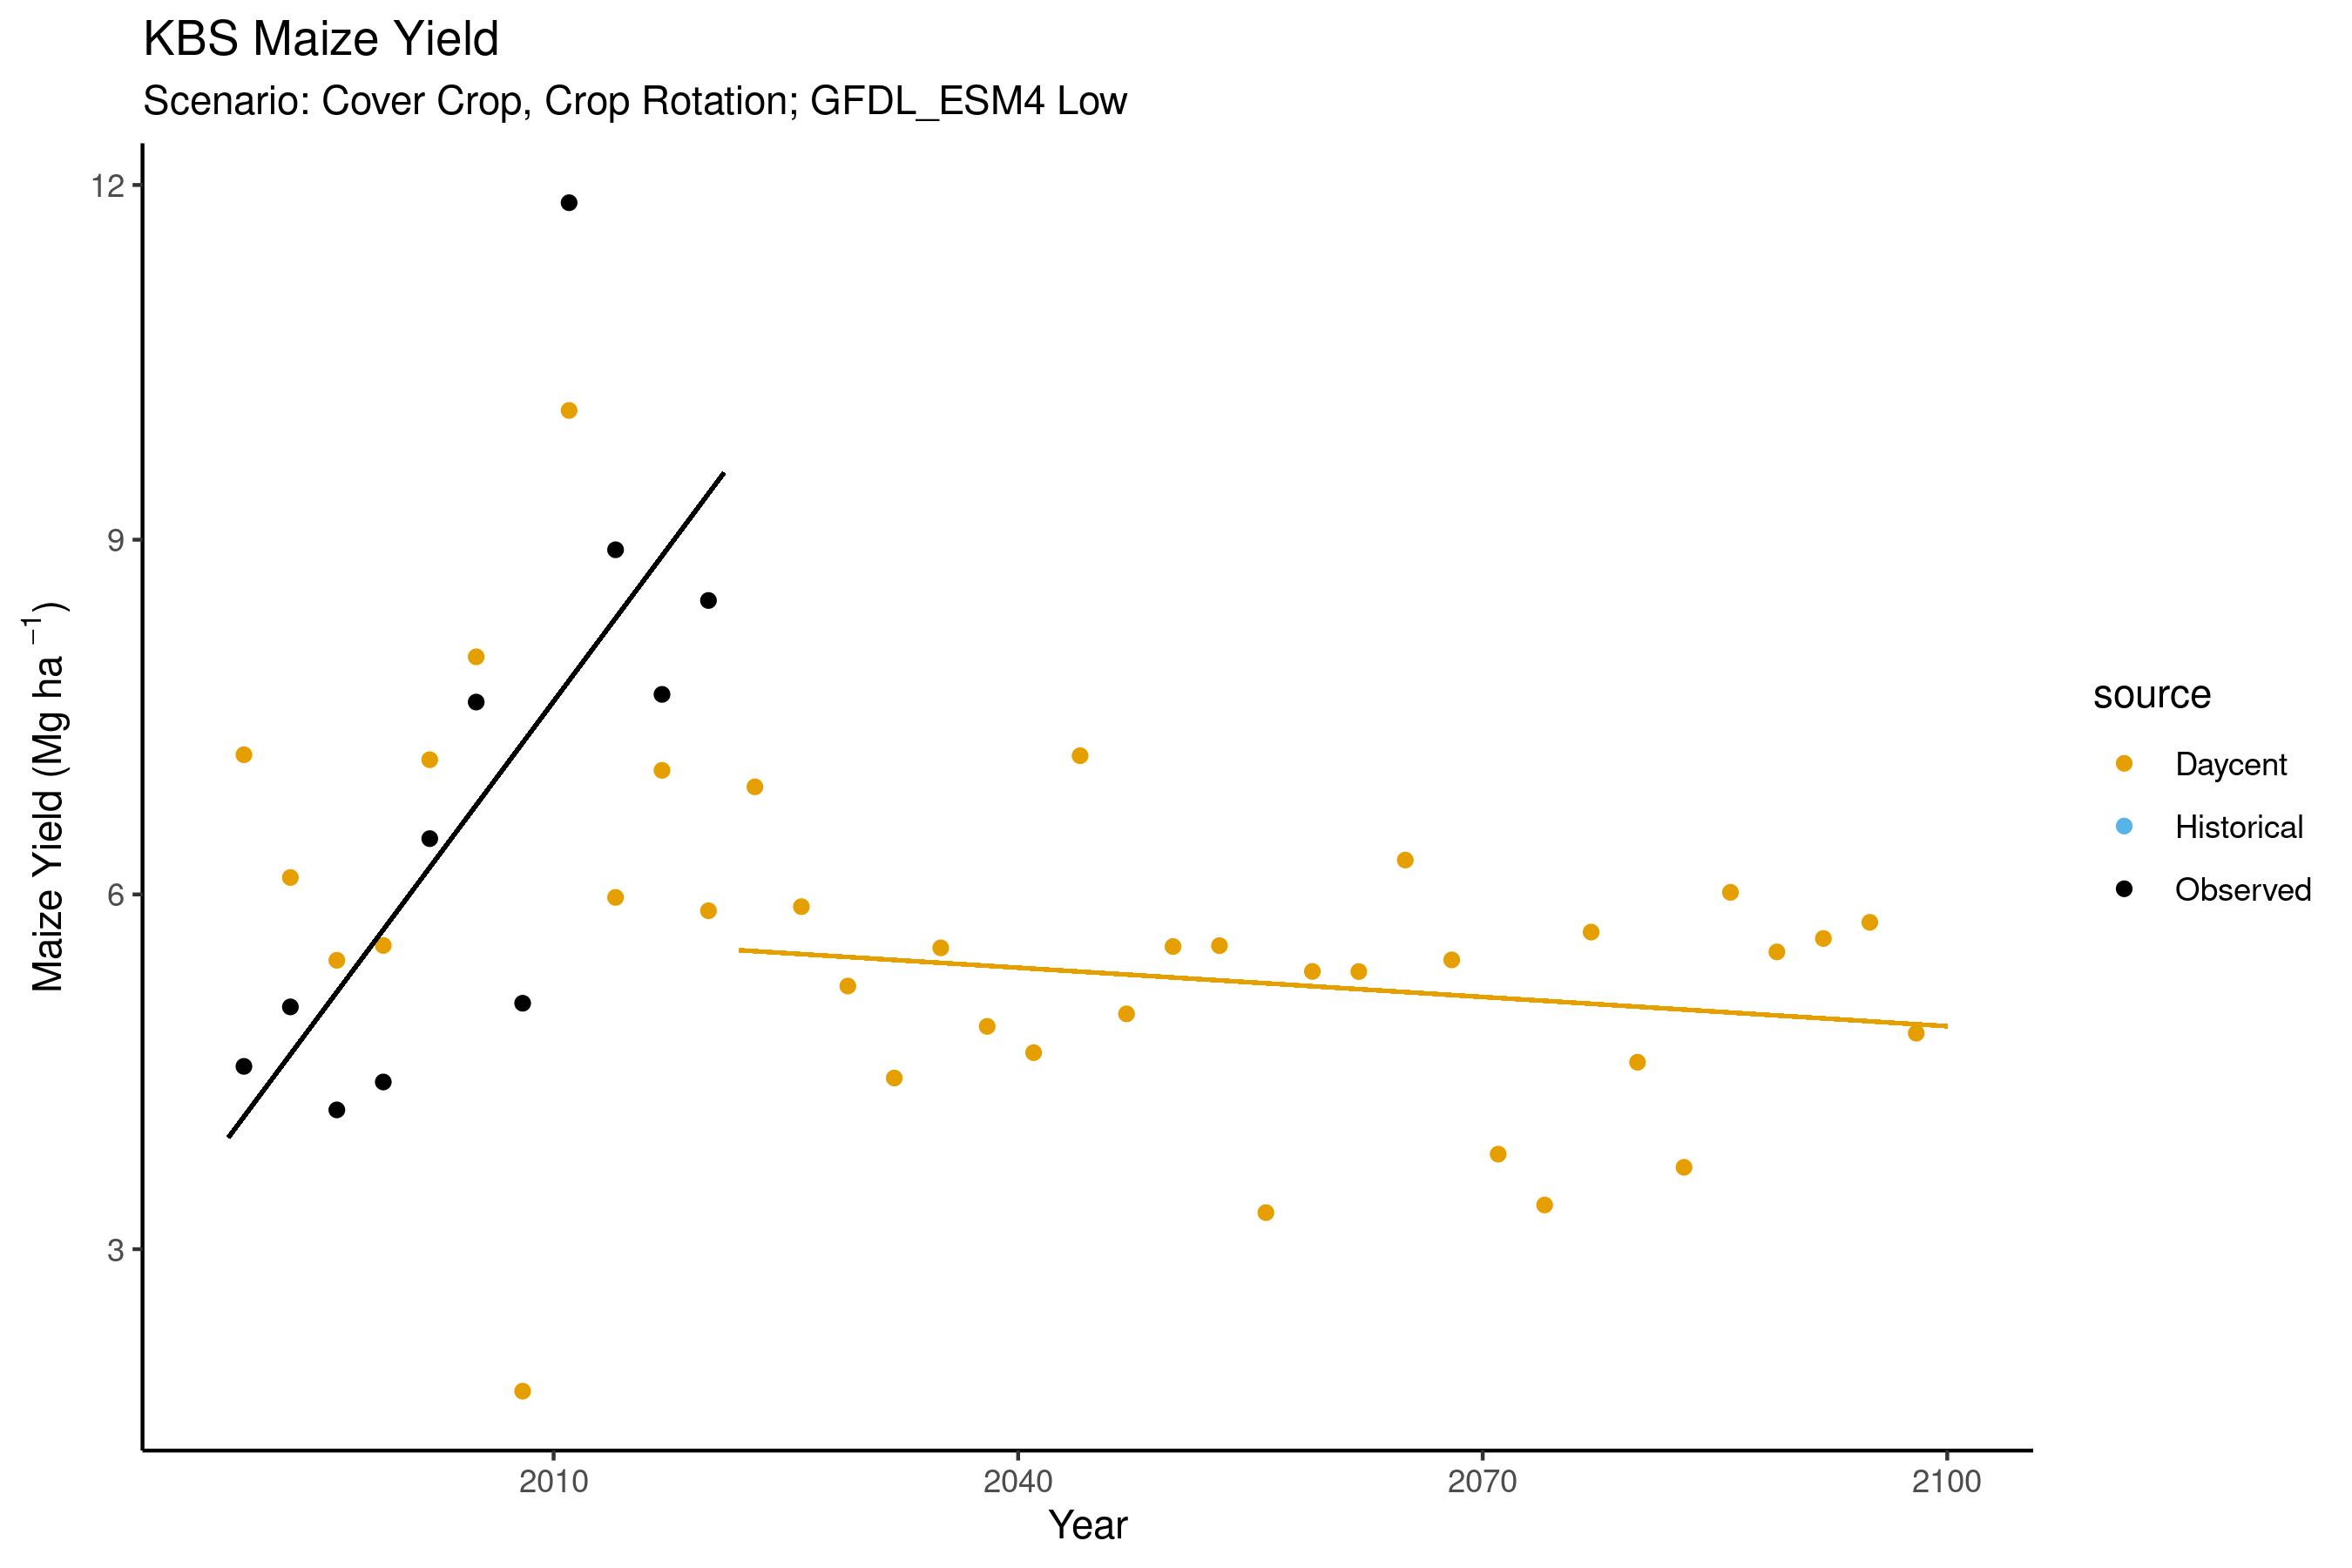 KBS Maize Yield
Scenario: Cover Crop, Crop Rotation; GFDL_ESM4 Low
Maize Yield (Mg ha⁻¹)
12
9
6
3
2010
2040
2070
2100
Year
source
Daycent
Historical
Observed